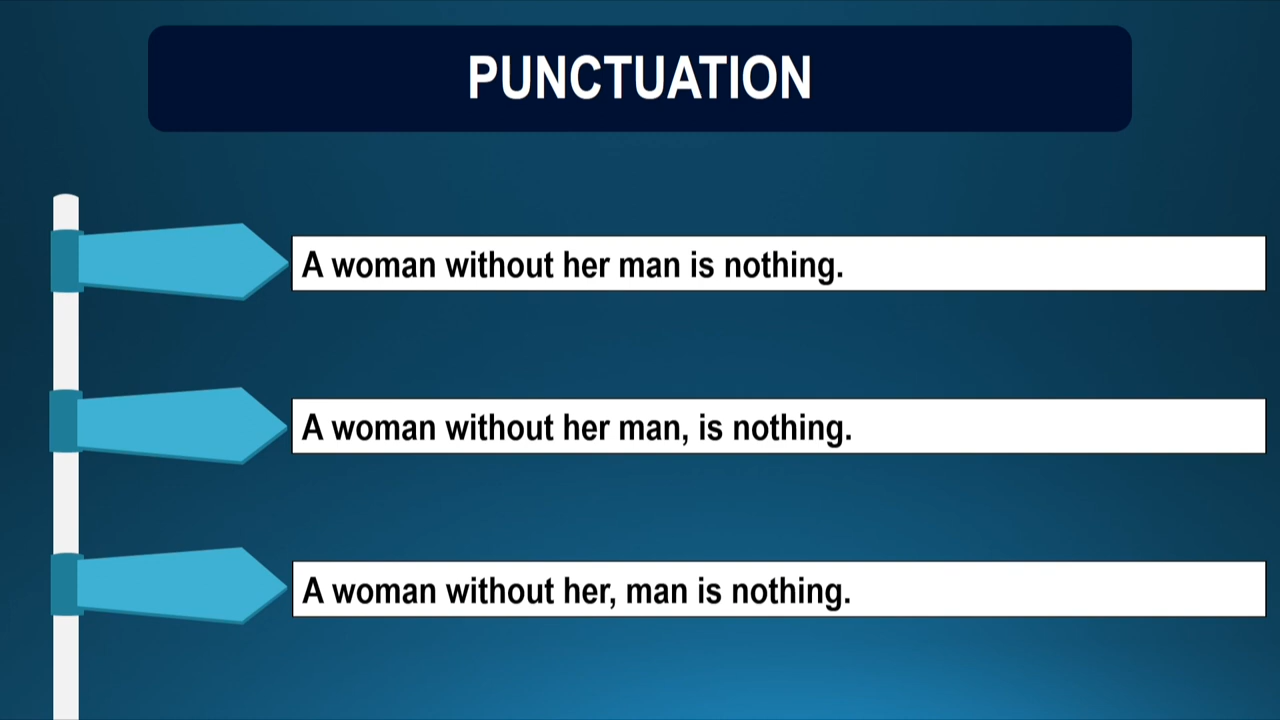 PUNCTUATION
A woman without her man is nothing.
A woman without her man, is nothing.
A woman without her, man is nothing.